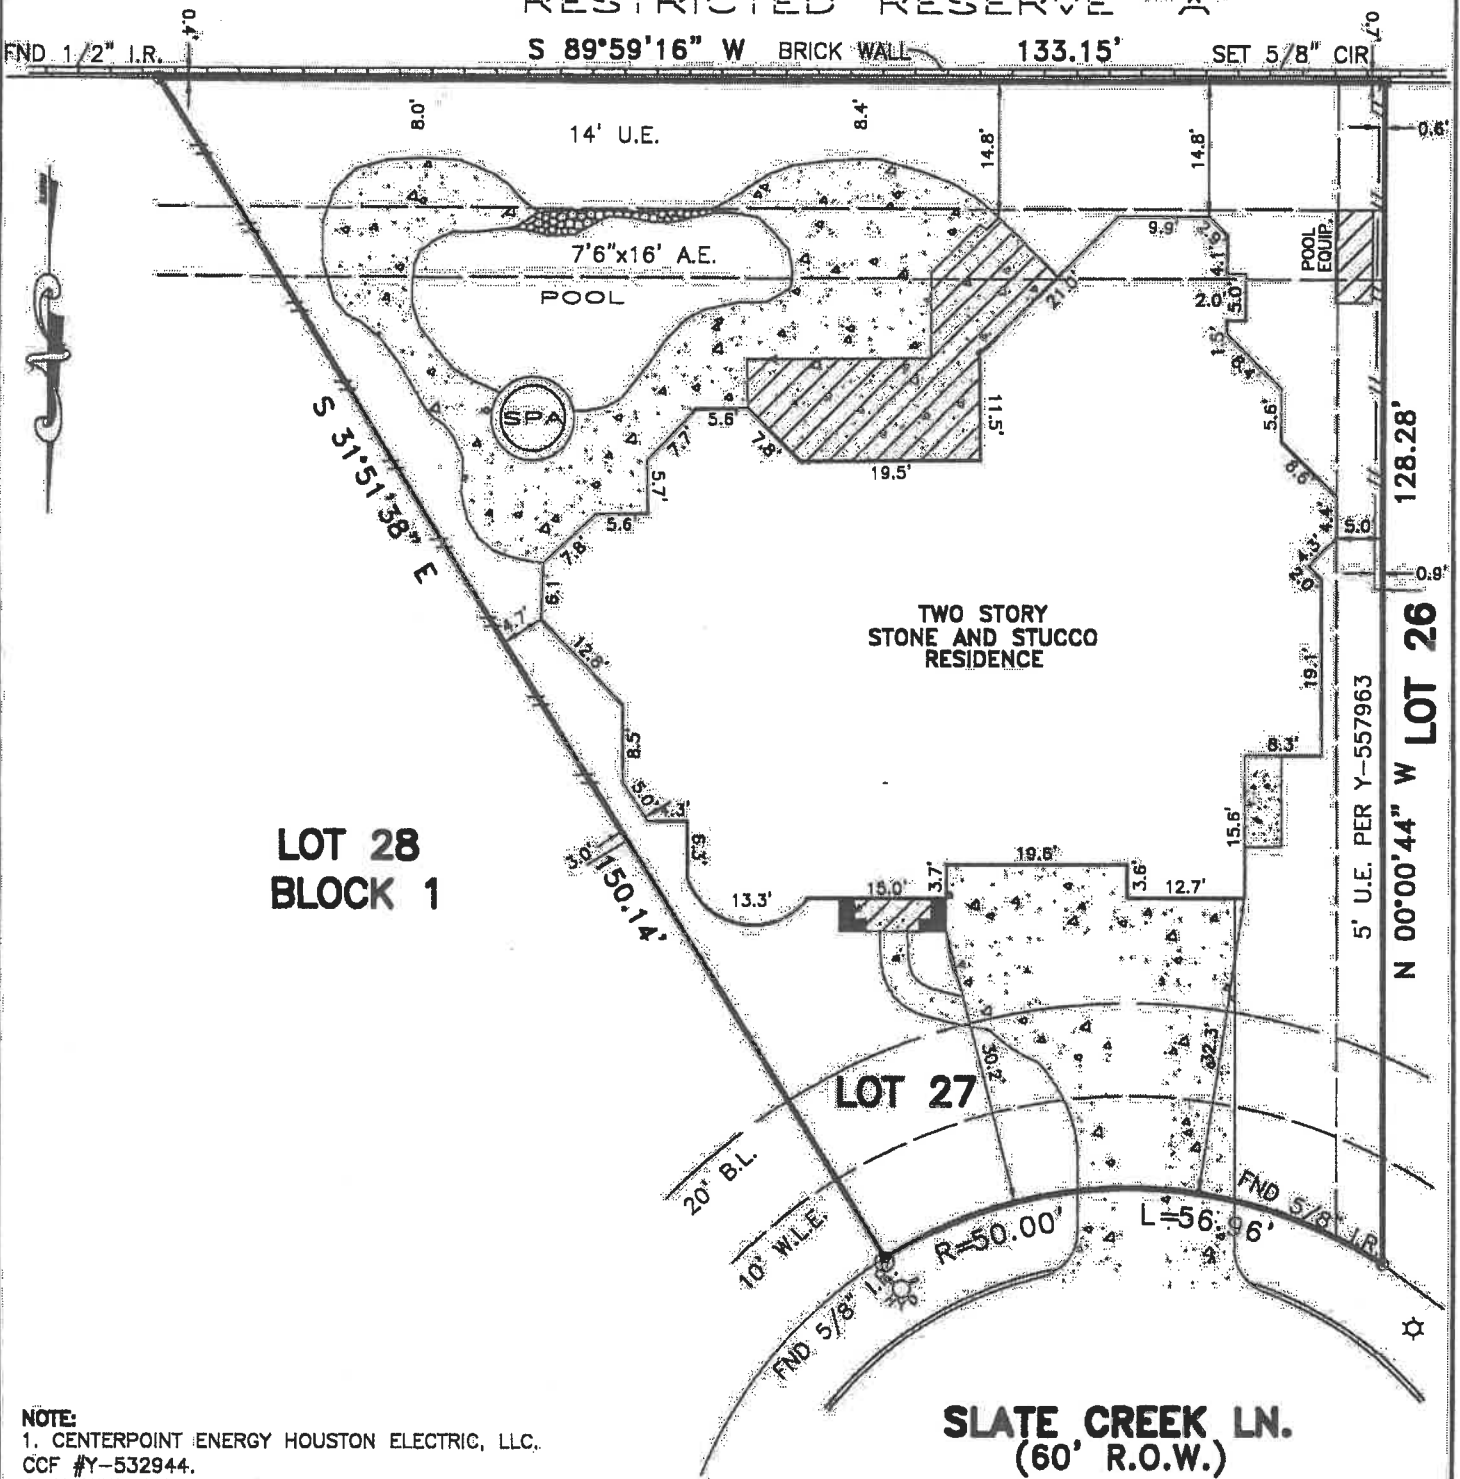 RESTRICTED RESERVE "A"
0.4'
0.7'
FND 1/2" I.R.
S 89°59'16" W
BRICK WALL
133.15'
SET 5/8" CIR
8.0'
14' U.E.
8.4'
14.8'
14.8'
0.6'
7'6"x16' A.E.
POOL
9.9'
2.9'
4.1'
2.0'
5.0'
1.5'
6.4'
POOL
EQUIP.
21.0'
SPA
5.6'
7.7'
7.8'
11.5'
19.5'
5.6'
8.6'
4.4'
5.0'
4.3'
2.0'
0.9'
S 31°51'38" E
5.7'
5.6'
7.8'
6.1'
4.7'
12.8'
128.28'
LOT 26
TWO STORY
STONE AND STUCCO
RESIDENCE
19.1'
8.3'
8.5'
5.0'
4.3'
6.3'
3.0'
150.14'
LOT 28
BLOCK 1
13.3'
15.0'
3.7'
19.6'
3.6'
12.7'
15.6'
5' U.E. PER Y-557963
N 00°00'44" W
30.2'
32.3'
LOT 27
20' B.L.
10' W.L.E.
R=50.00'
L=56.96'
FND 5/8" I.R.
FND 5/8" I.R.
HYD
SLATE CREEK LN.
(60' R.O.W.)
NOTE:
1. CENTERPOINT ENERGY HOUSTON ELECTRIC, LLC,
CCF #Y-532944.